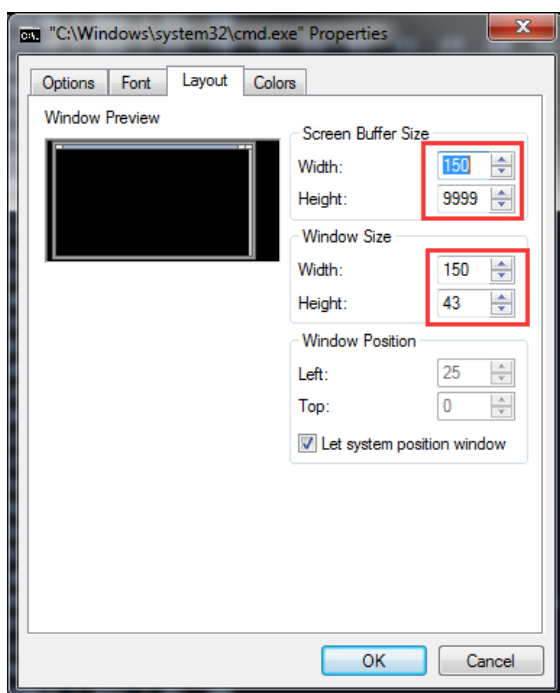 "C:\Windows\system32\cmd.exe" Properties
Options Font Layout Colors
Window Preview
Screen Buffer Size
Width: 150
Height: 9999
Window Size
Width: 150
Height: 43
Window Position
Left: 25
Top: 0
Let system position window
OK Cancel